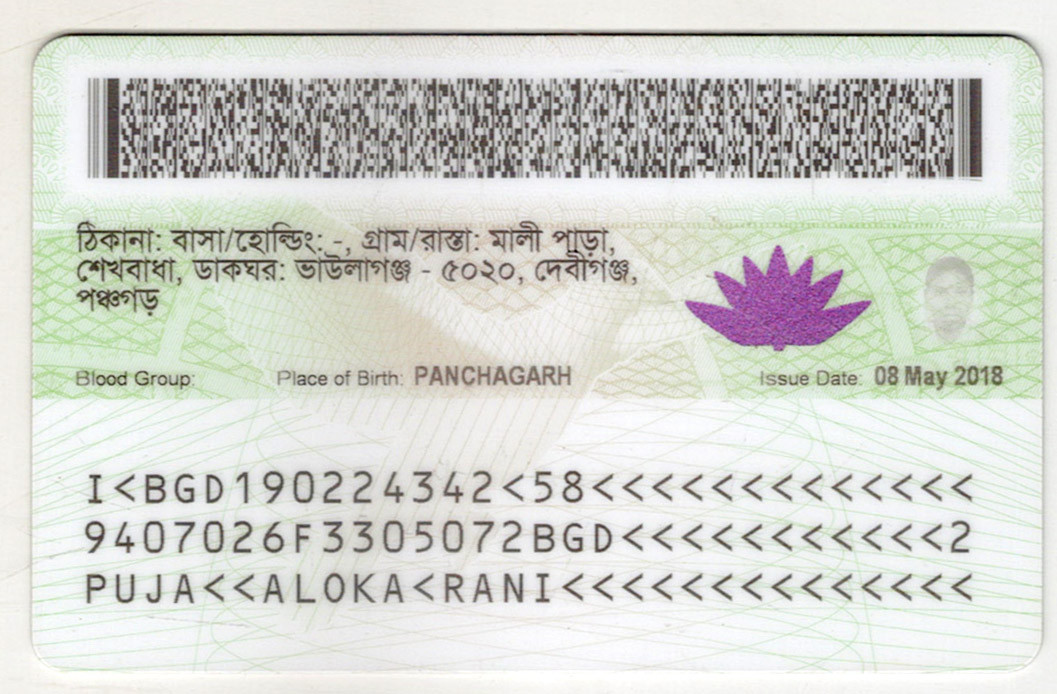 ঠিকানা: বাসা/হোল্ডিং: -, গ্রাম/রাস্তা: মালী পাড়া,
শেখবাধা, ডাকঘর: ভাউলাগঞ্জ - ৫০২০, দেবীগঞ্জ,
পঞ্চগড়
Blood Group: Place of Birth: PANCHAGARH Issue Date: 08 May 2018
I<BGD190224342<58<<<<<<<<<<<<<
9407026F3305072BGD<<<<<<<<<<<2
PUJA<<ALOKA<RANI<<<<<<<<<<<<<<